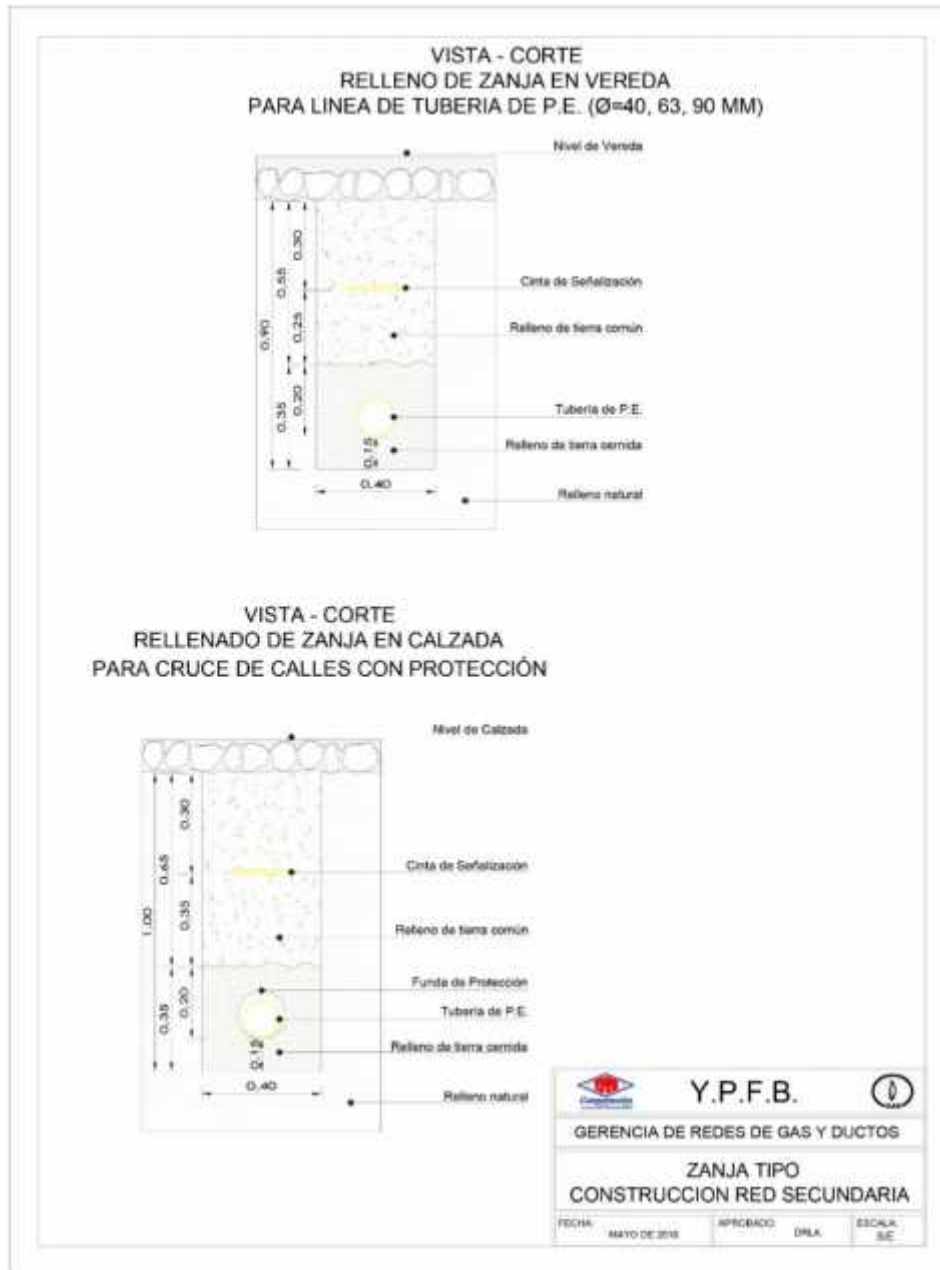 VISTA - CORTE
RELLENO DE ZANJA EN VEREDA
PARA LINEA DE TUBERIA DE P.E. (Ø=40, 63, 90 MM)
Nivel de Vereda
0.30
0.55
Cinta de Señalización
0.90
0.25
Relleno de tierra común
0.20
0.35
Tubería de P.E.
0.15
Relleno de tierra cernida
0.40
Relleno natural
VISTA - CORTE
RELLENADO DE ZANJA EN CALZADA
PARA CRUCE DE CALLES CON PROTECCIÓN
Nivel de Calzada
0.30
0.65
Cinta de Señalización
0.35
1.00
Relleno de tierra común
Funda de Protección
0.20
0.35
Tubería de P.E.
Relleno de tierra cernida
0.40
Relleno natural
Y.P.F.B.
GERENCIA DE REDES DE GAS Y DUCTOS
ZANJA TIPO
CONSTRUCCION RED SECUNDARIA
FECHA:
MAYO DE
APROBADO:
ESCALA:
S/E